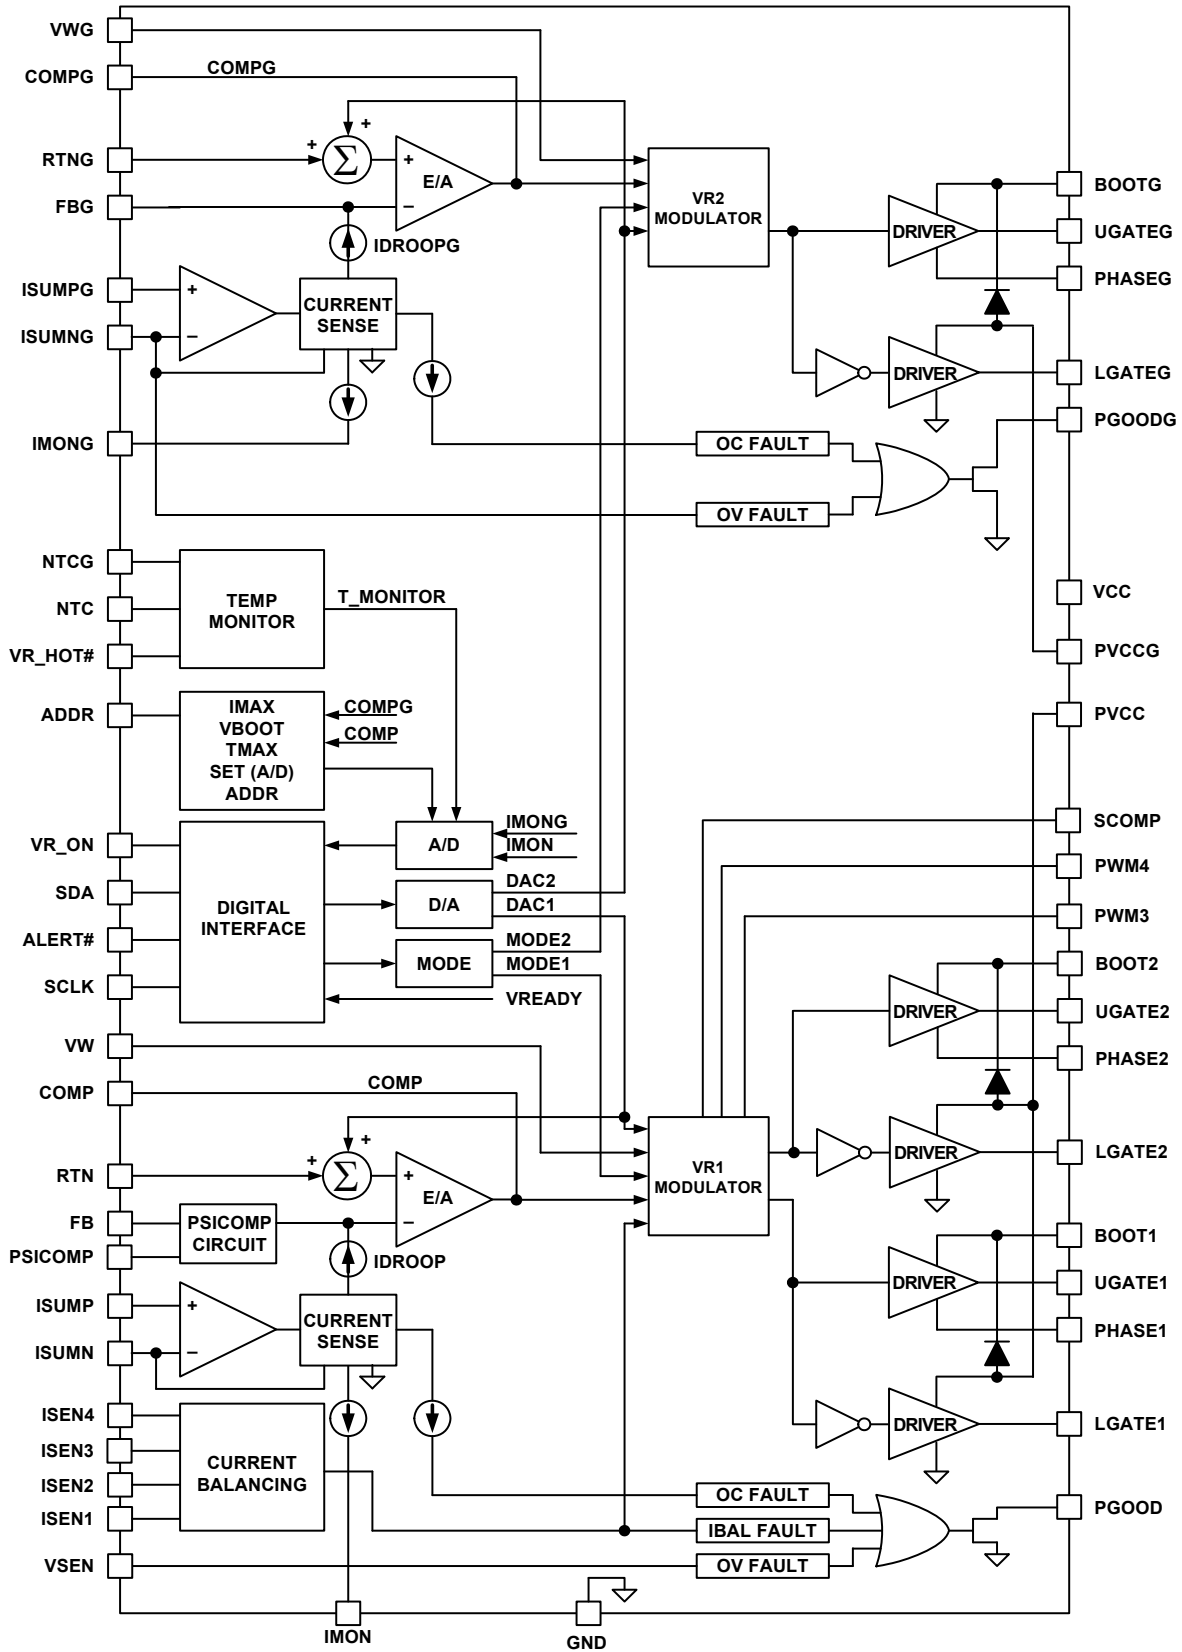 VWG
COMPG
COMPG
+
+
RTNG
Σ
+
E/A
−
FBG
IDROOPG
VR2
MODULATOR
BOOTG
DRIVER
UGATEG
PHASEG
ISUMPG
+
ISUMNG
−
CURRENT
SENSE
DRIVER
LGATEG
PGOODG
IMONG
OC FAULT
OV FAULT
NTCG
NTC
VR_HOT#
TEMP
MONITOR
T_MONITOR
VCC
PVCCG
PVCC
ADDR
IMAX
VBOOT
TMAX
SET (A/D)
ADDR
COMPG
COMP
VR_ON
SDA
ALERT#
SCLK
DIGITAL
INTERFACE
A/D
IMONG
IMON
D/A
DAC2
DAC1
MODE
MODE2
MODE1
VREADY
SCOMP
PWM4
PWM3
BOOT2
DRIVER
UGATE2
PHASE2
VW
COMP
COMP
+
+
RTN
Σ
+
E/A
−
FB
PSICOMP
PSICOMP
CIRCUIT
IDROOP
VR1
MODULATOR
DRIVER
LGATE2
BOOT1
DRIVER
UGATE1
PHASE1
ISUMP
+
ISUMN
−
CURRENT
SENSE
DRIVER
LGATE1
ISEN4
ISEN3
ISEN2
ISEN1
CURRENT
BALANCING
OC FAULT
IBAL FAULT
OV FAULT
PGOOD
VSEN
IMON
GND